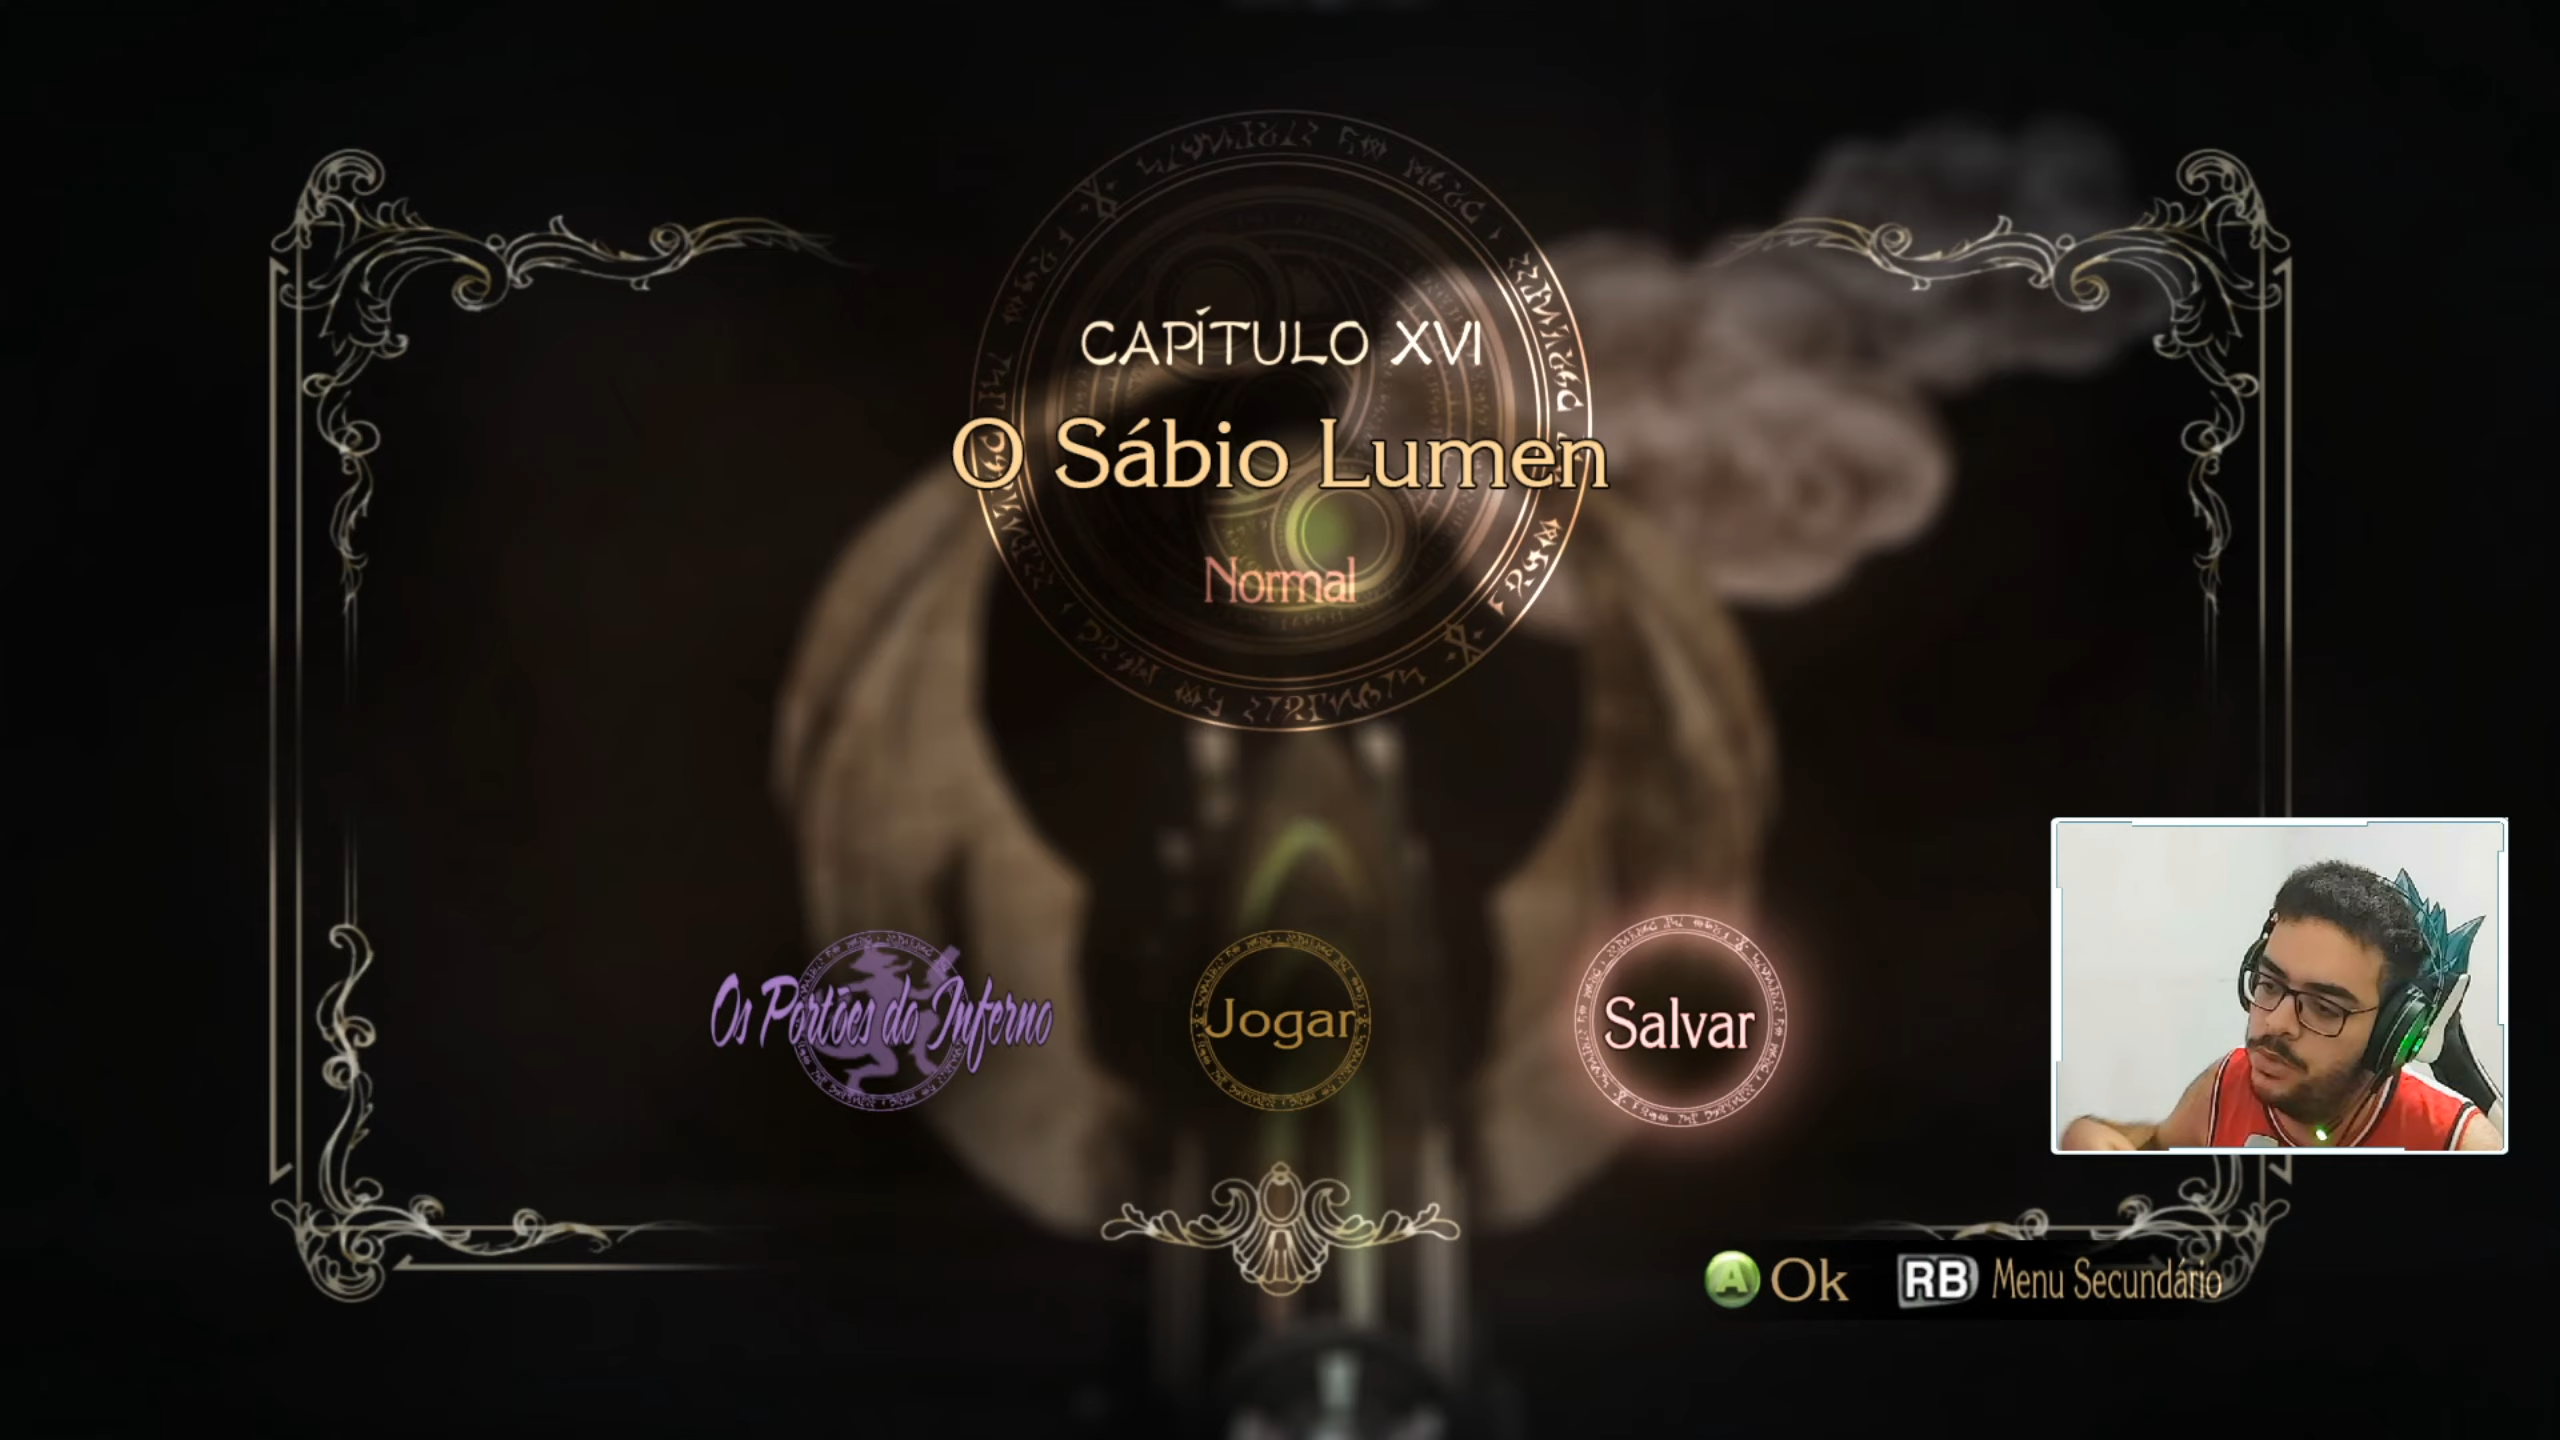 CAPÍTULO XVI
O Sábio Lumen
Normal
Os Portões do Inferno
Jogar
Salvar
A Ok RB Menu Secundário